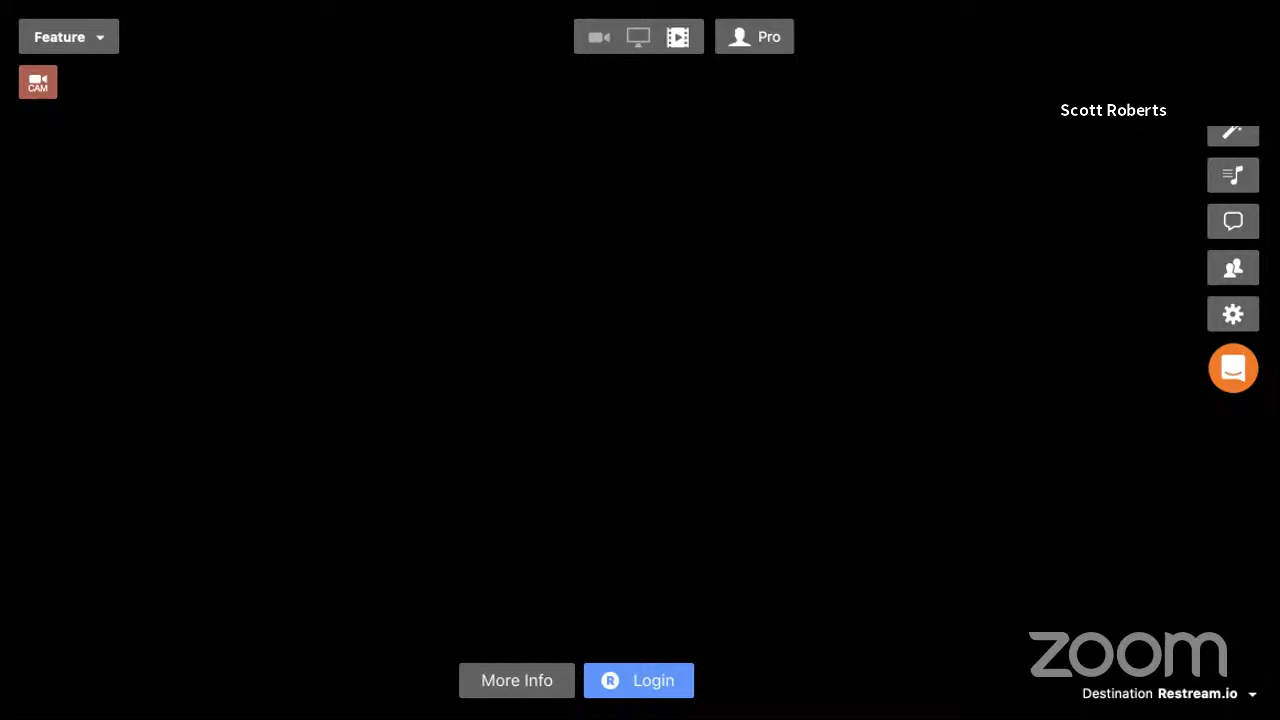 Feature
Pro
CAM
Scott Roberts
More Info
R Login
zoom
Destination Restream.io